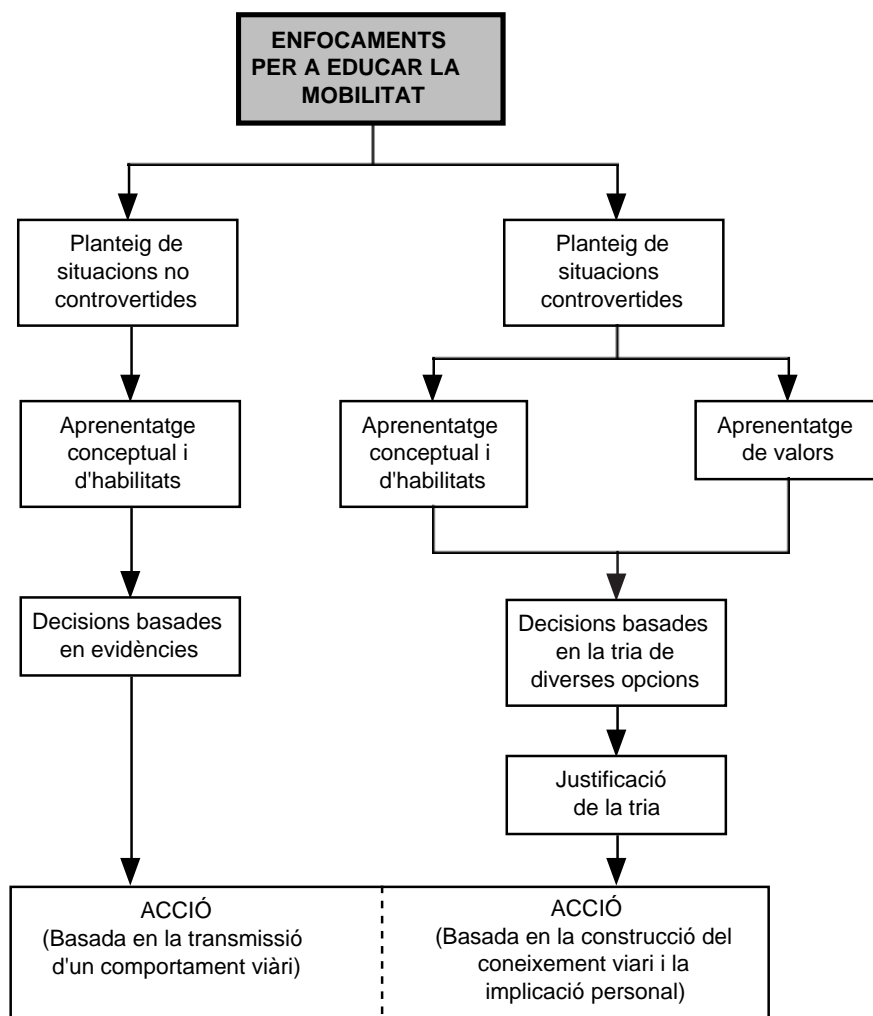 ENFOCAMENTS
PER A EDUCAR LA
MOBILITAT
Planteig de
situacions no
controvertides
Planteig de
situacions
controvertides
Aprenentatge
conceptual i
d'habilitats
Aprenentatge
conceptual i
d'habilitats
Aprenentatge
de valors
Decisions basades
en evidències
Decisions basades
en la tria de
diverses opcions
Justificació
de la tria
ACCIÓ
(Basada en la transmissió
d'un comportament viàri)
ACCIÓ
(Basada en la construcció del
coneixement viari i la
implicació personal)